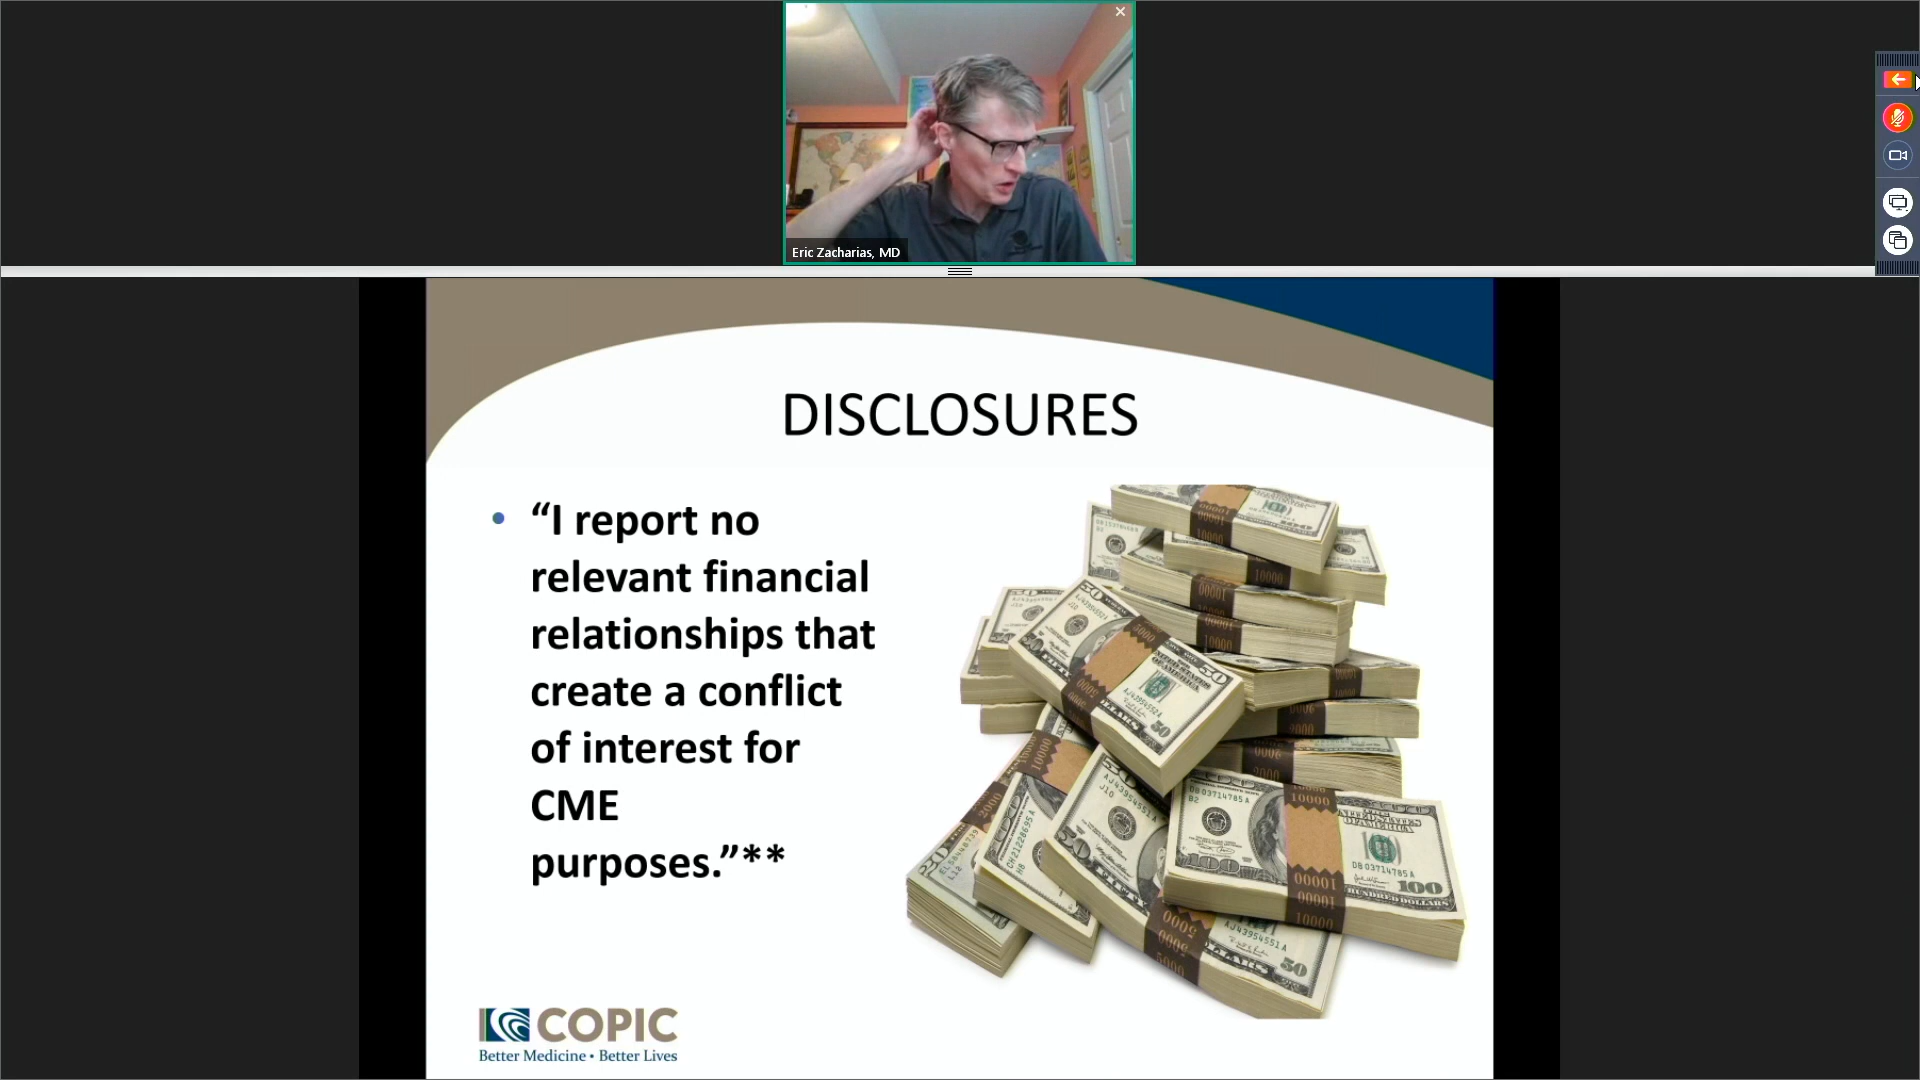 Eric Zacharias, MD
DISCLOSURES
• “I report no
relevant financial
relationships that
create a conflict
of interest for
CME
purposes.”**
COPIC
Better Medicine • Better Lives